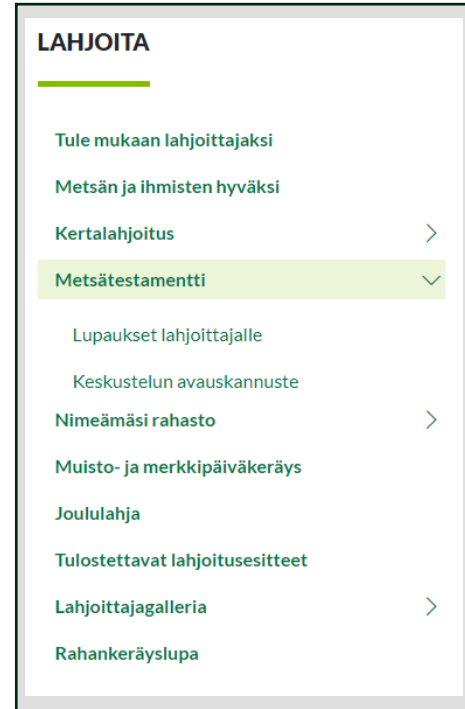 LAHJOITA
Tule mukaan lahjoittajaksi
Metsän ja ihmisten hyväksi
Kertalahjoitus
Metsätestamentti
Lupaukset lahjoittajalle
Keskustelun avauskannuste
Nimeämäsi rahasto
Muisto- ja merkkipäiväkeräys
Joululahja
Tulostettavat lahjoitusesitteet
Lahjoittajagalleria
Rahankeräyslupa